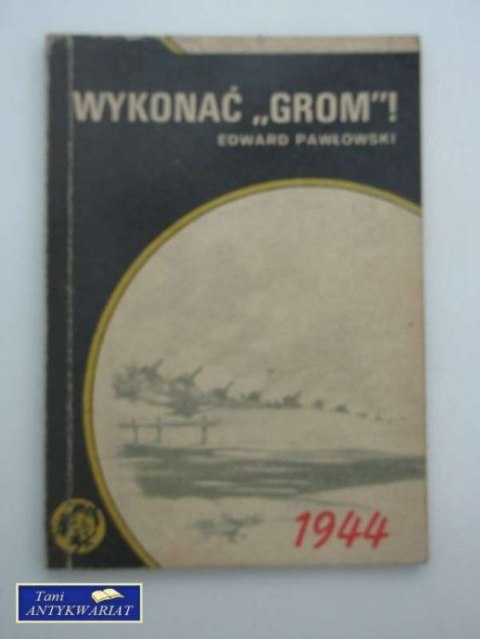 WYKONAĆ „GROM"!
EDWARD PAWŁOWSKI
1944
Tani
ANTYKWARIAT